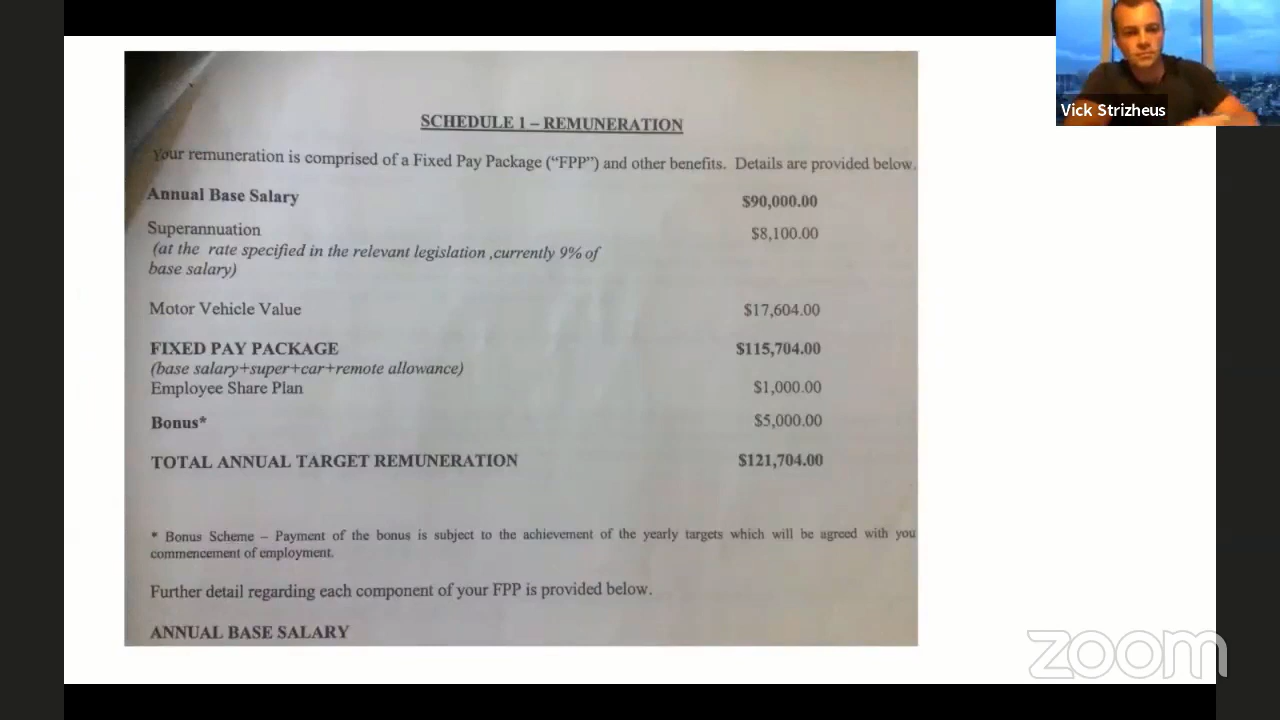 Vick Strizheus
SCHEDULE 1 – REMUNERATION
Your remuneration is comprised of a Fixed Pay Package (“FPP”) and other benefits. Details are provided below.
Annual Base Salary $90,000.00
Superannuation $8,100.00
(at the rate specified in the relevant legislation ,currently 9% of
base salary)
Motor Vehicle Value $17,604.00
FIXED PAY PACKAGE $115,704.00
(base salary+super+car+remote allowance)
Employee Share Plan $1,000.00
Bonus* $5,000.00
TOTAL ANNUAL TARGET REMUNERATION $121,704.00
* Bonus Scheme – Payment of the bonus is subject to the achievement of the yearly targets which will be agreed with you
commencement of employment.
Further detail regarding each component of your FPP is provided below.
ANNUAL BASE SALARY
zoom